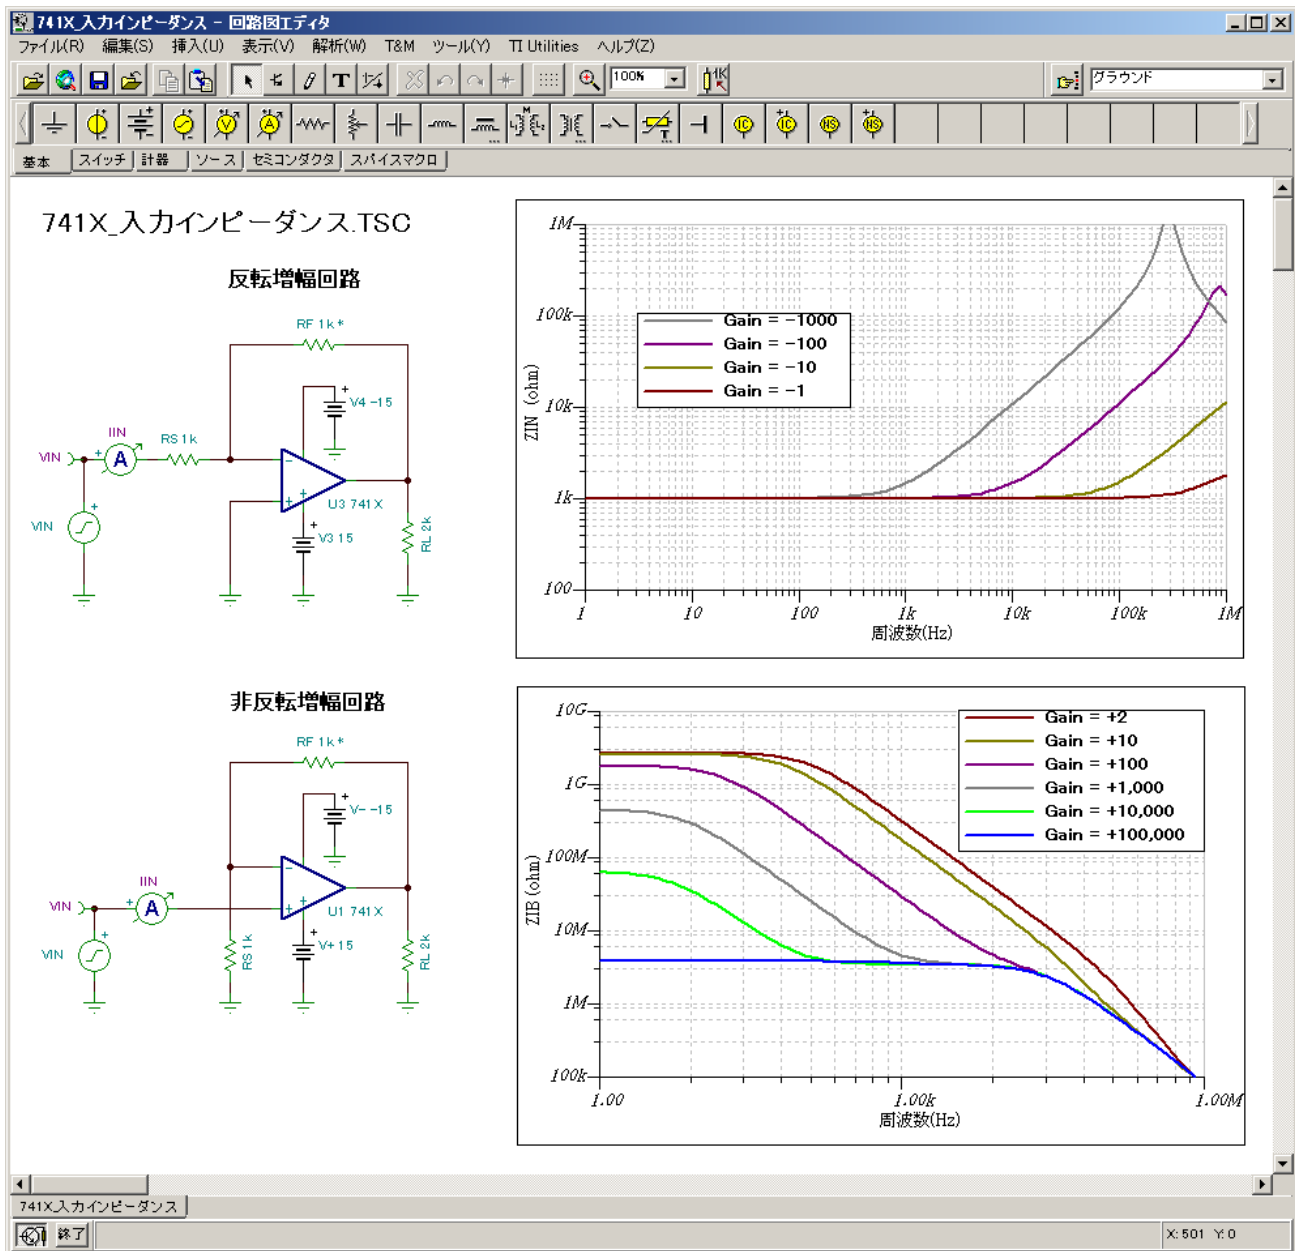 741X_入力インピーダンス - 回路図エディタ
ファイル(R) 編集(S) 挿入(U) 表示(V) 解析(W) T&M ツール(Y) TI Utilities ヘルプ(Z)
100%
グラウンド
基本 スイッチ 計器 ソース セミコンダクタ スパイスマクロ
741X_入力インピーダンス.TSC
反転増幅回路
RF 1k*
V4 -15
IIN
RS 1k
VIN
A
U3 741X
VIN
V3 15
RL 2k
1M
100k
10k
1k
100
ZIN (ohm)
Gain = -1000
Gain = -100
Gain = -10
Gain = -1
1 10 100 1k 10k 100k 1M
周波数(Hz)
非反転増幅回路
RF 1k*
V- -15
IIN
VIN
A
U1 741X
VIN
RS 1k
V+ 15
RL 2k
10G
1G
100M
10M
1M
100k
ZIB (ohm)
Gain = +2
Gain = +10
Gain = +100
Gain = +1,000
Gain = +10,000
Gain = +100,000
1.00 1.00k 1.00M
周波数(Hz)
741X_入力インピーダンス
終了
X: 501 Y: 0